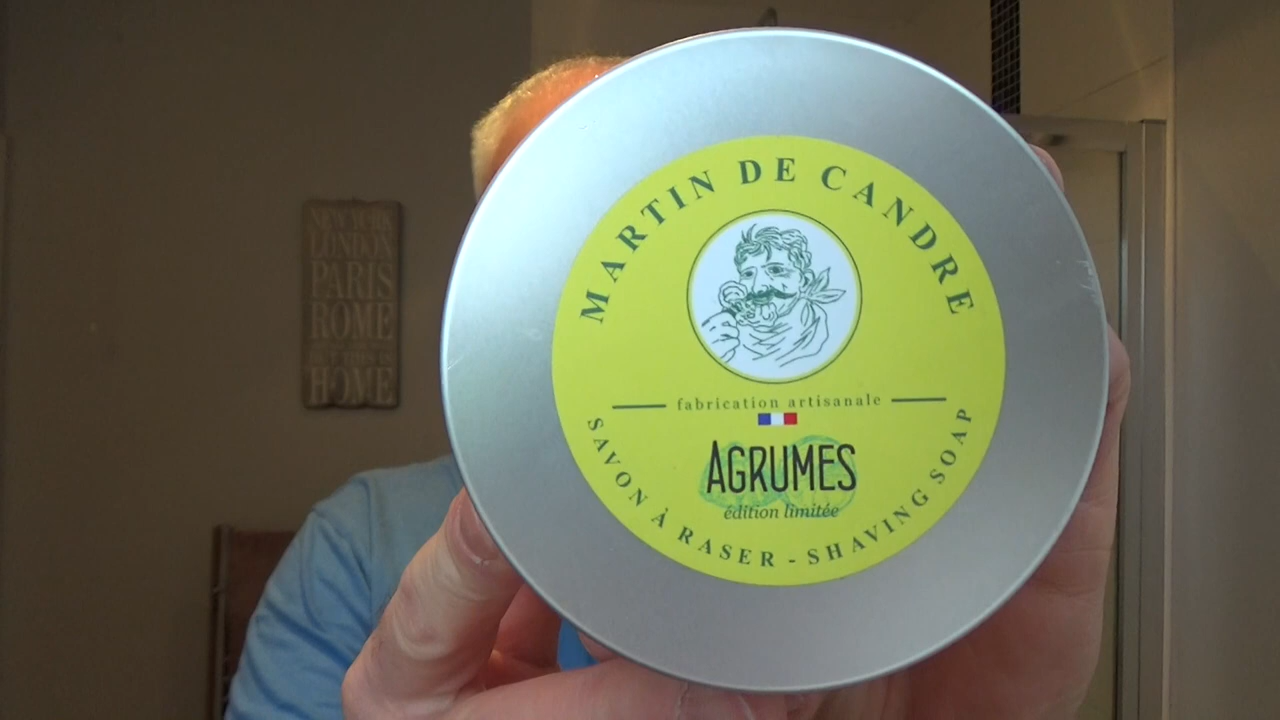 MARTIN DE CANDRE
fabrication artisanale
AGRUMES
édition limitée
SAVON À RASER - SHAVING SOAP
NEW YORK
LONDON
PARIS
ROME
HOME